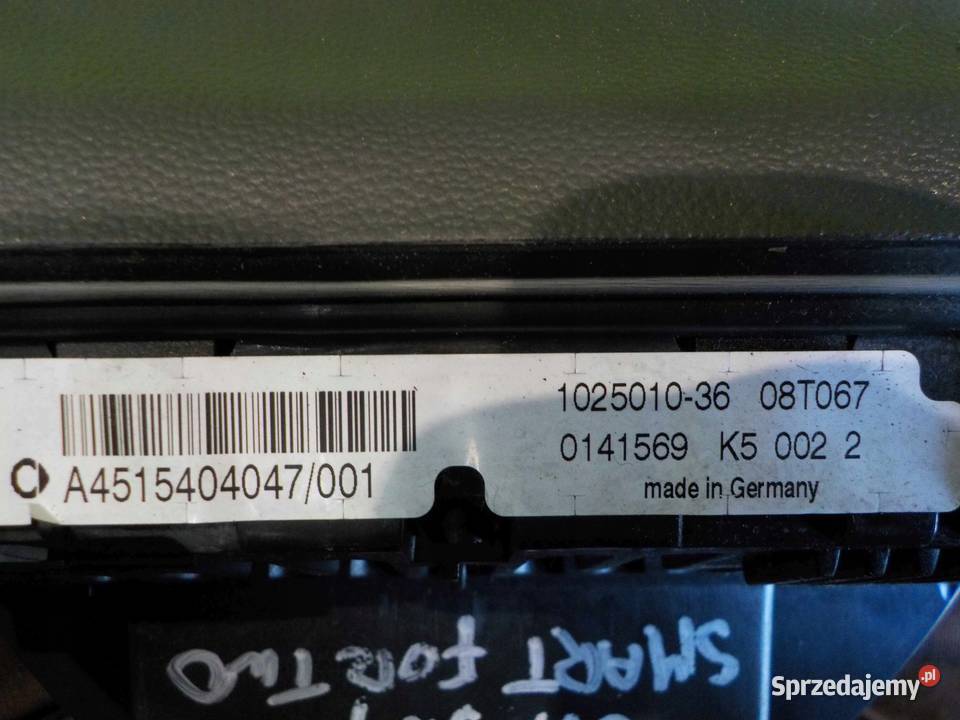 1025010-36 08T067
0141569 K5 002 2
A4515404047/001
made in Germany
SMART FORTWO
Sprzedajemy.pl